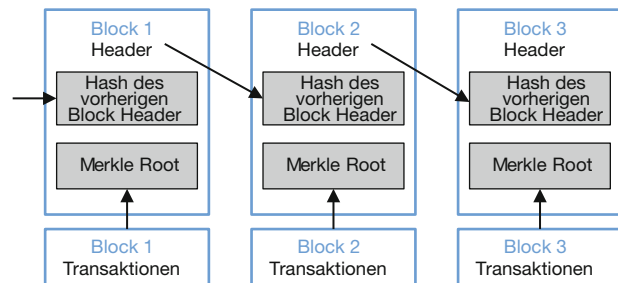 Block 1
Header
Hash des
vorherigen
Block Header
Merkle Root
Block 1
Transaktionen
Block 2
Header
Hash des
vorherigen
Block Header
Merkle Root
Block 2
Transaktionen
Block 3
Header
Hash des
vorherigen
Block Header
Merkle Root
Block 3
Transaktionen